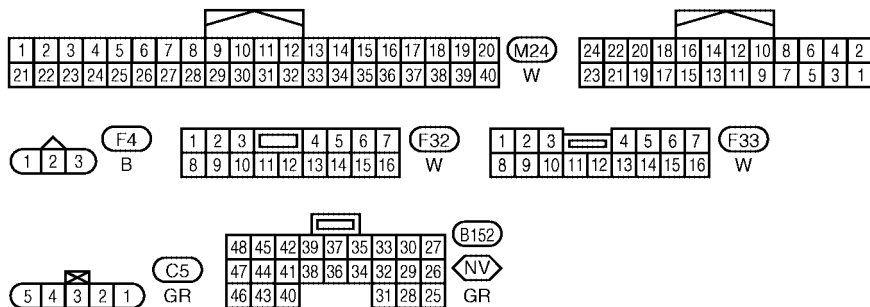 1 2 3 4 5 6 7 8 9 10 11 12 13 14 15 16 17 18 19 20 M24
21 22 23 24 25 26 27 28 29 30 31 32 33 34 35 36 37 38 39 40 W
24 22 20 18 16 14 12 10 8 6 4 2
23 21 19 17 15 13 11 9 7 5 3 1
1 2 3 F4
B
1 2 3 4 5 6 7 F32
8 9 10 11 12 13 14 15 16 W
1 2 3 4 5 6 7 F33
8 9 10 11 12 13 14 15 16 W
5 4 3 2 1 C5
GR
48 45 42 39 37 35 33 30 27 B152
47 44 41 38 36 34 32 29 26 NV
46 43 40 31 28 25 GR